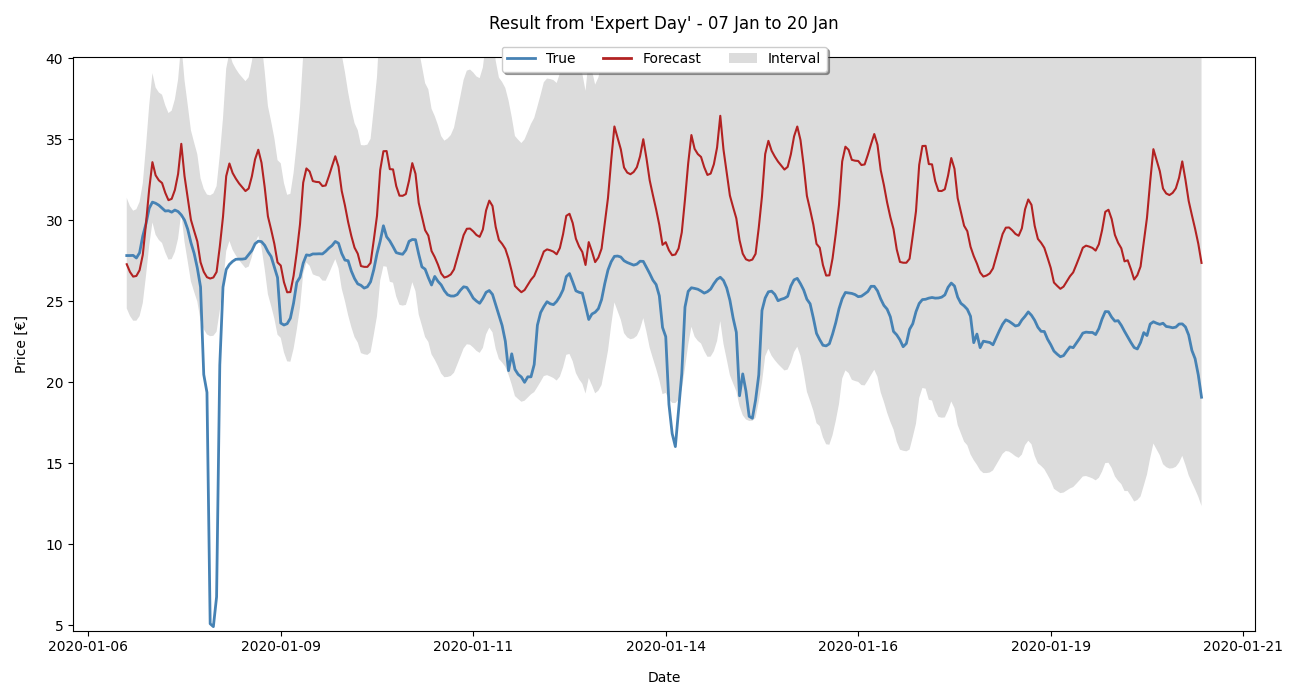 Result from 'Expert Day' - 07 Jan to 20 Jan
True Forecast Interval
40
35
30
25
20
15
10
5
Price [€]
2020-01-06 2020-01-09 2020-01-11 2020-01-14 2020-01-16 2020-01-19 2020-01-21
Date